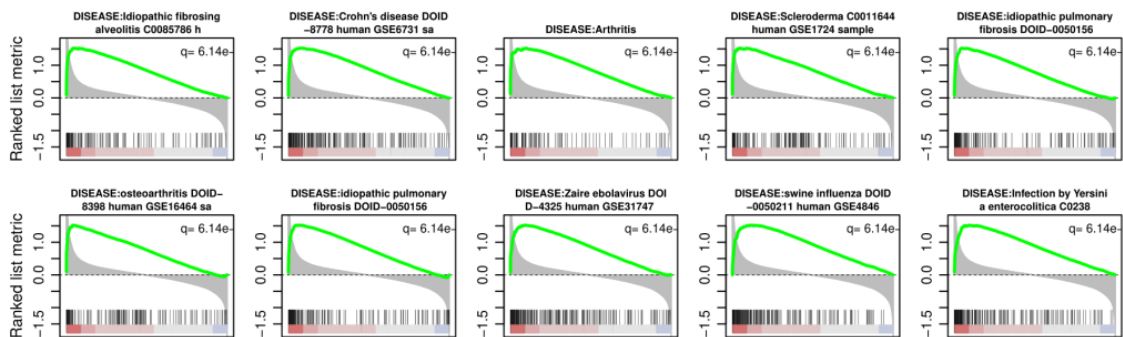 DISEASE:Idiopathic fibrosing
alveolitis C0085786 h
DISEASE:Crohn's disease DOID
−8778 human GSE6731 sa
DISEASE:Arthritis
DISEASE:Scleroderma C0011644
human GSE1724 sample
DISEASE:idiopathic pulmonary
fibrosis DOID−0050156
Ranked list metric
1.0
0.0
−1.5
q= 6.14e-
1.0
0.0
−1.5
q= 6.14e-
1.0
0.0
−1.5
q= 6.14e-
1.0
0.0
−1.5
q= 6.14e-
1.0
0.0
−1.5
q= 6.14e-
DISEASE:osteoarthritis DOID−
8398 human GSE16464 sa
DISEASE:idiopathic pulmonary
fibrosis DOID−0050156
DISEASE:Zaire ebolavirus DOI
D−4325 human GSE31747
DISEASE:swine influenza DOID
−0050211 human GSE4846
DISEASE:Infection by Yersini
a enterocolitica C0238
Ranked list metric
1.0
0.0
−1.5
q= 6.14e-
1.0
0.0
−1.5
q= 6.14e-
1.0
0.0
−1.5
q= 6.14e-
1.0
0.0
−1.5
q= 6.14e-
1.0
0.0
−1.5
q= 6.14e-